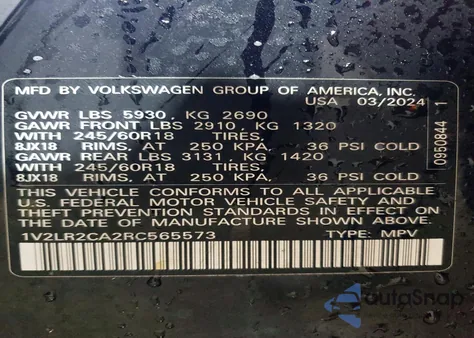 MFD BY VOLKSWAGEN GROUP OF AMERICA, INC.
USA 03/2024
GVWR LBS 5930, KG 2690
GAWR FRONT LBS 2910, KG 1320
WITH 245/60R18 TIRES,
8JX18 RIMS, AT 250 KPA, 36 PSI COLD
GAWR REAR LBS 3131, KG 1420
WITH 245/60R18 TIRES,
8JX18 RIMS, AT 250 KPA, 36 PSI COLD
THIS VEHICLE CONFORMS TO ALL APPLICABLE
U.S. FEDERAL MOTOR VEHICLE SAFETY AND
THEFT PREVENTION STANDARDS IN EFFECT ON
THE DATE OF MANUFACTURE SHOWN ABOVE.
1V2LR2CA2RC565573 TYPE: MPV
0950844 1
autoSnap